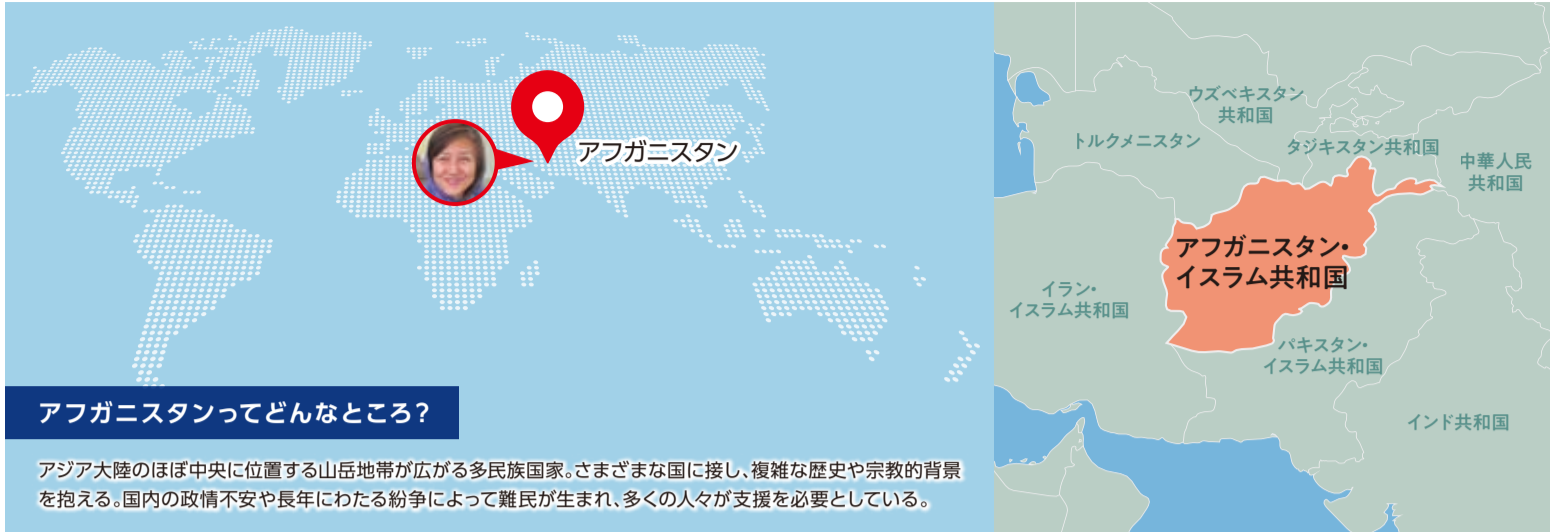 アフガニスタン
アフガニスタンってどんなところ?
アジア大陸のほぼ中央に位置する山岳地帯が広がる多民族国家。さまざまな国に接し、複雑な歴史や宗教的背景
を抱える。国内の政情不安や長年にわたる紛争によって難民が生まれ、多くの人々が支援を必要としている。
ウズベキスタン
共和国
トルクメニスタン
タジキスタン共和国
中華人民
共和国
アフガニスタン・
イスラム共和国
イラン・
イスラム共和国
パキスタン・
イスラム共和国
インド共和国